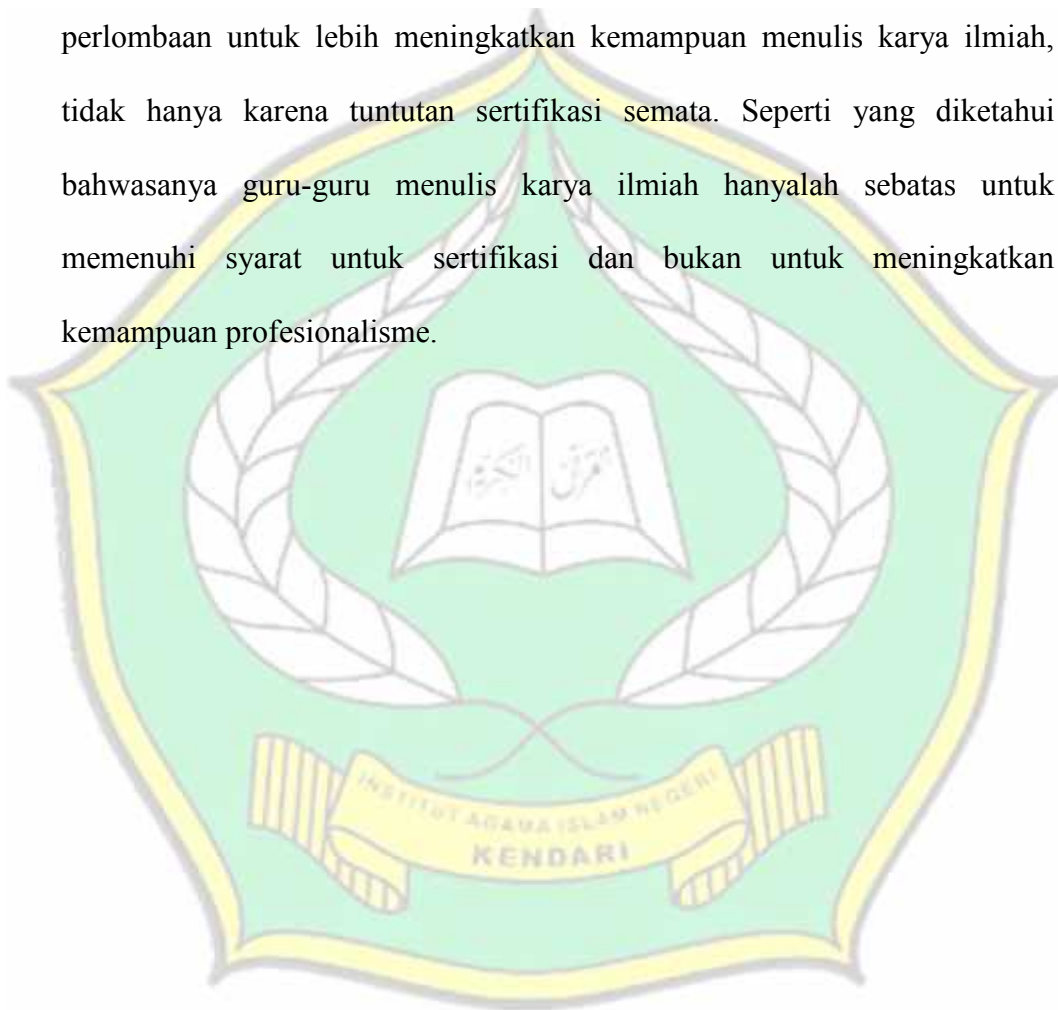 perlombaan untuk lebih meningkatkan kemampuan menulis karya ilmiah,
tidak hanya karena tuntutan sertifikasi semata. Seperti yang diketahui
bahwasanya guru-guru menulis karya ilmiah hanyalah sebatas untuk
memenuhi syarat untuk sertifikasi dan bukan untuk meningkatkan
kemampuan profesionalisme.
INSTITUT AGAMA ISLAM NEGERI
KENDARI